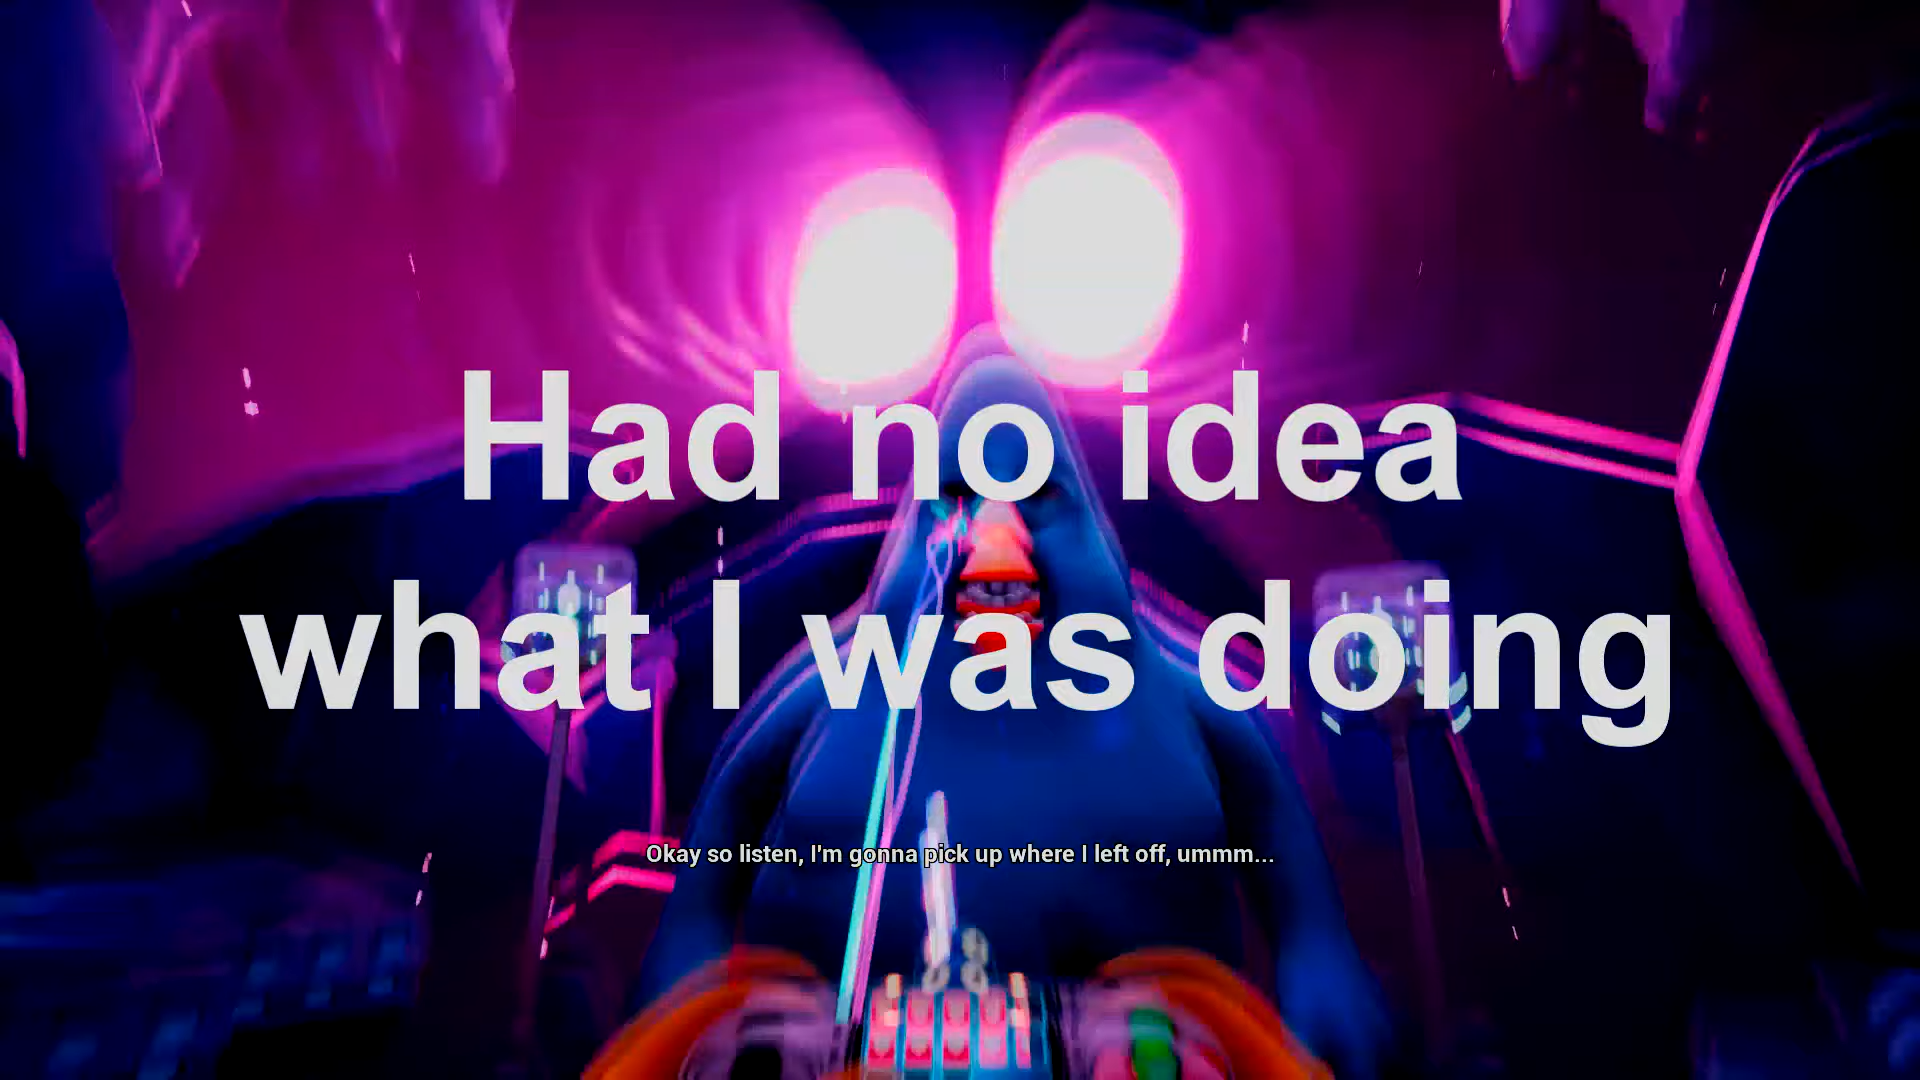 Had no idea
what I was doing
Okay so listen, I'm gonna pick up where I left off, ummm...